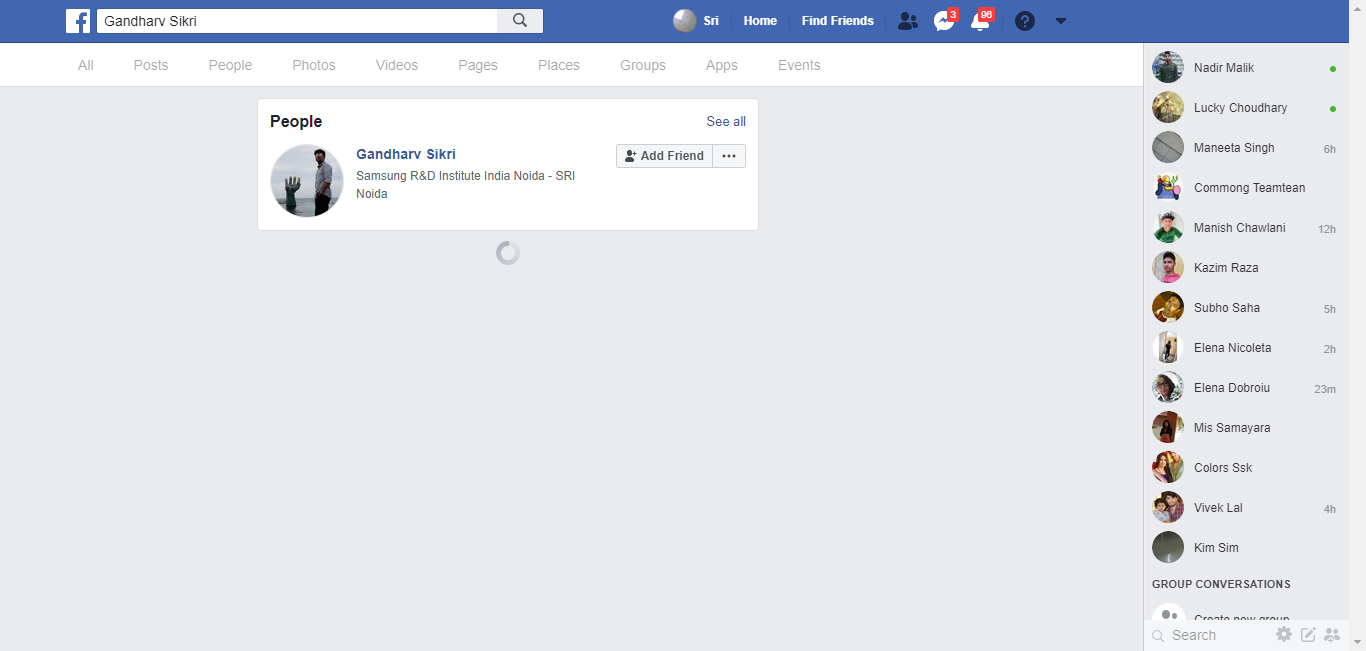 Gandharv Sikri
Sri Home Find Friends 3 96
All Posts People Photos Videos Pages Places Groups Apps Events
People See all
Gandharv Sikri
Samsung R&D Institute India Noida - SRI
Noida
Add Friend
Nadir Malik
Lucky Choudhary
Maneeta Singh 6h
Commong Teamtean
Manish Chawlani 12h
Kazim Raza
Subho Saha 5h
Elena Nicoleta 2h
Elena Dobroiu 23m
Mis Samayara
Colors Ssk
Vivek Lal 4h
Kim Sim
GROUP CONVERSATIONS
Create new group
Search